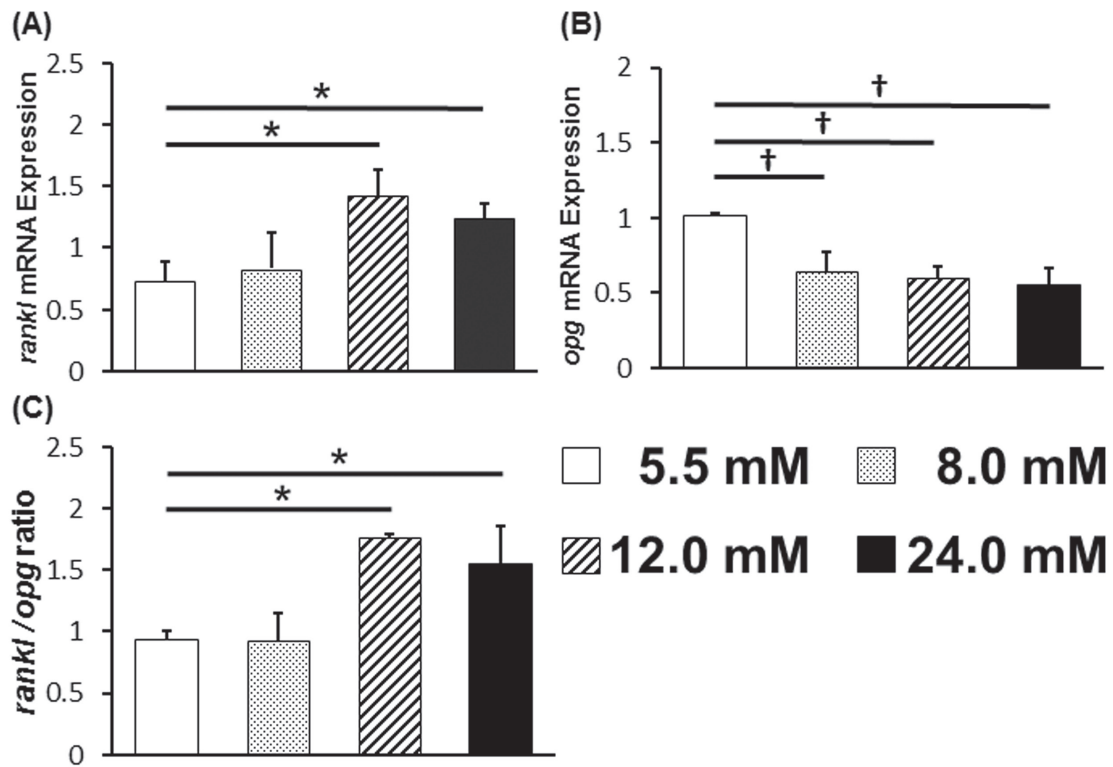 (A)
rankl mRNA Expression
2.5
2
1.5
1
0.5
0
*
*
(B)
opg mRNA Expression
2
1.5
1
0.5
0
†
†
†
(C)
rankl /opg ratio
2.5
2
1.5
1
0.5
0
*
*
5.5 mM
8.0 mM
12.0 mM
24.0 mM